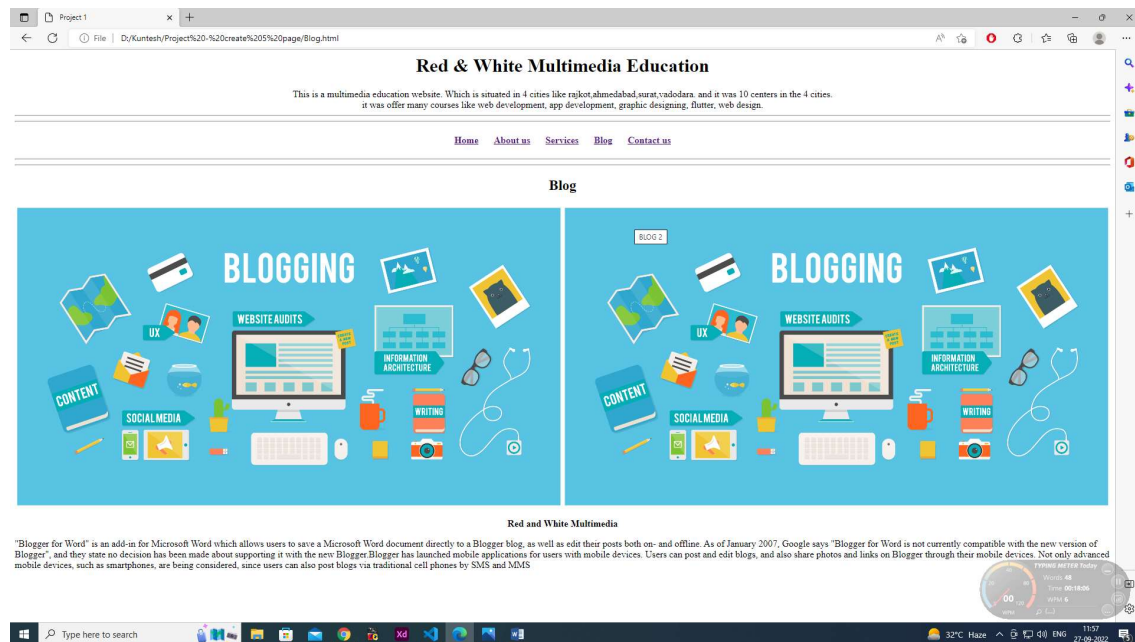 Project 1
File D:/Kuntesh/Project%20-%20create%205%20page/Blog.html
Red & White Multimedia Education
This is a multimedia education website. Which is situated in 4 cities like rajkot,ahmedabad,surat,vadodara. and it was 10 centers in the 4 cities.
it was offer many courses like web development, app development, graphic designing, flutter, web design.
Home About us Services Blog Contact us
Blog
BLOG 2
BLOGGING
UX
WEBSITE AUDITS
INFORMATION
ARCHITECTURE
CONTENT
SOCIAL MEDIA
WRITING
BLOGGING
UX
WEBSITE AUDITS
INFORMATION
ARCHITECTURE
CONTENT
SOCIAL MEDIA
WRITING
Red and White Multimedia
"Blogger for Word" is an add-in for Microsoft Word which allows users to save a Microsoft Word document directly to a Blogger blog, as well as edit their posts both on- and offline. As of January 2007, Google says "Blogger for Word is not currently compatible with the new version of
Blogger", and they state no decision has been made about supporting it with the new Blogger.Blogger has launched mobile applications for users with mobile devices. Users can post and edit blogs, and also share photos and links on Blogger through their mobile devices. Not only advanced
mobile devices, such as smartphones, are being considered, since users can also post blogs via traditional cell phones by SMS and MMS
TYPING METER Today
Words 48
Time 00:18:06
WPM 6
00
WPM
Type here to search
Xd
32°C Haze
ENG
11:57
27-09-2022